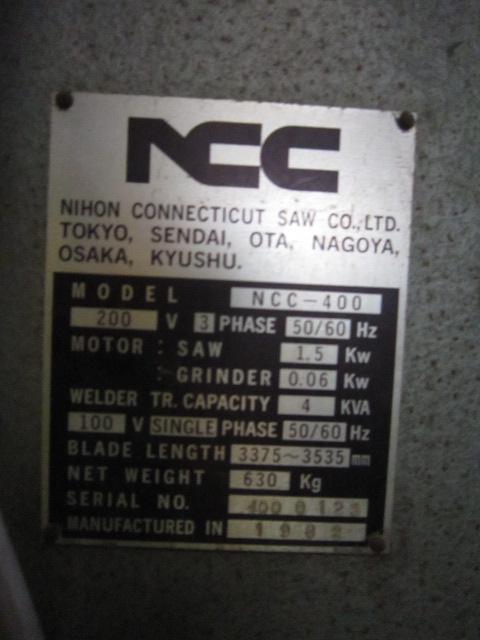 NCC
NIHON CONNECTICUT SAW CO.,LTD.
TOKYO, SENDAI, OTA, NAGOYA,
OSAKA, KYUSHU.
MODEL NCC-400
200 V 3 PHASE 50/60 Hz
MOTOR : SAW 1.5 Kw
: GRINDER 0.06 Kw
WELDER TR. CAPACITY 4 KVA
100 V SINGLE PHASE 50/60 Hz
BLADE LENGTH 3375~3535 mm
NET WEIGHT 630 Kg
SERIAL NO.
MANUFACTURED IN